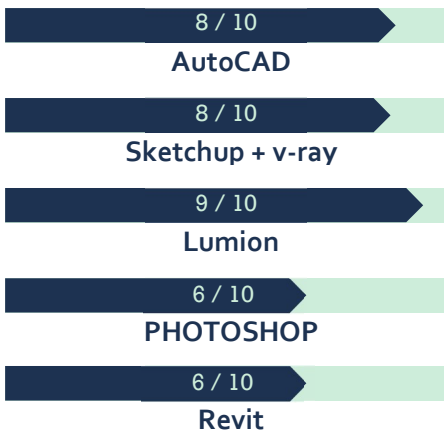 8 / 10
AutoCAD
8 / 10
Sketchup + v-ray
9 / 10
Lumion
6 / 10
PHOTOSHOP
6 / 10
Revit